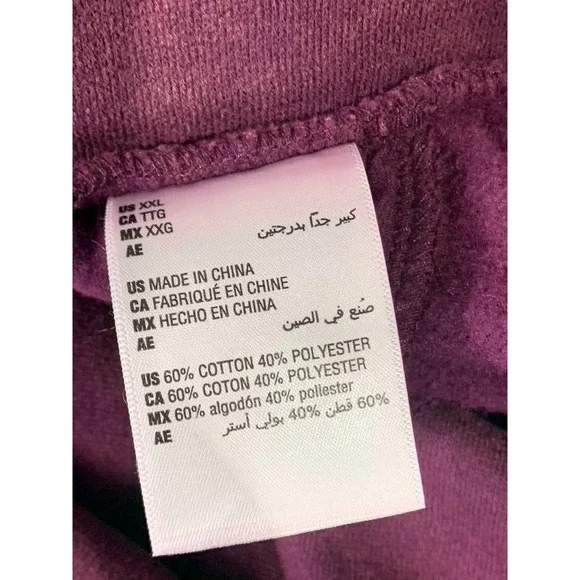 US XXL
CA TTG
MX XXG
AE كبير جدّا بدرجتين
US MADE IN CHINA
CA FABRIQUÉ EN CHINE
MX HECHO EN CHINA
AE صُنع في الصين
US 60% COTTON 40% POLYESTER
CA 60% COTON 40% POLYESTER
MX 60% algodón 40% poliester
AE 60% قطن 40% بولي أستر